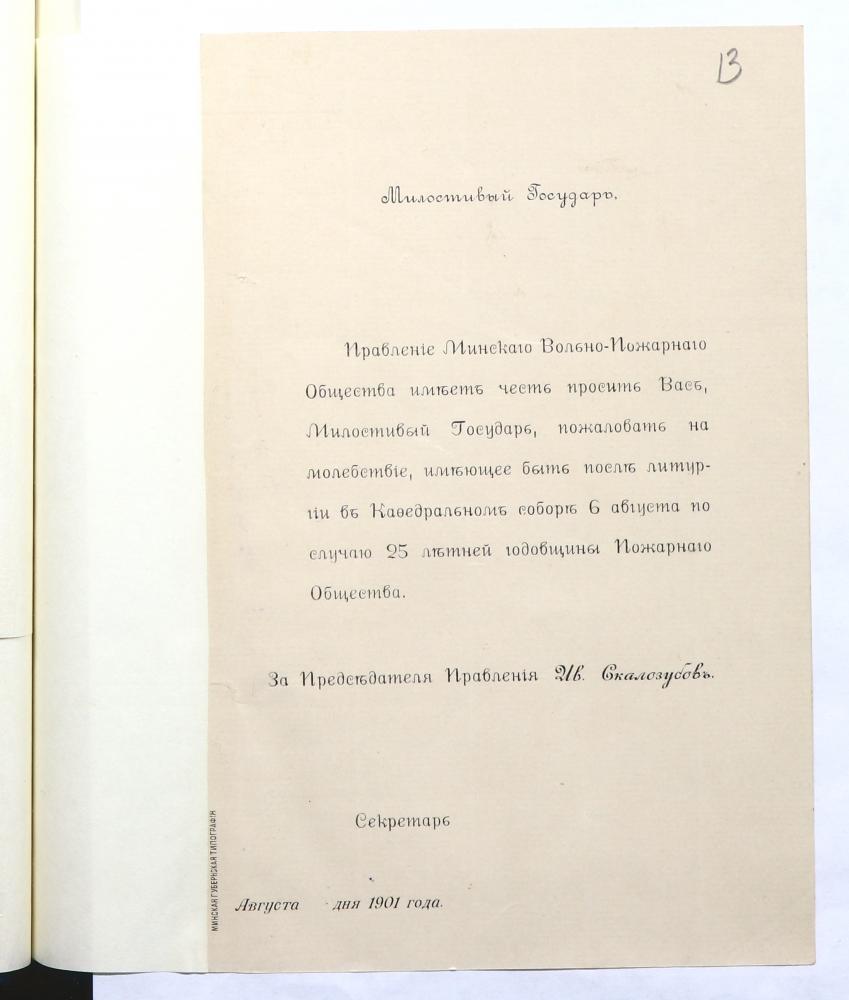 13
Милостивый Государь.
Правленіе Минскаго Вольно-Пожарнаго
Общества имѣетъ честь просить Васъ,
Милостивый Государь, пожаловать на
молебствіе, имѣющее быть послѣ литур-
гіи въ Каѳедральномъ соборѣ 6 августа по
случаю 25 лѣтней годовщины Пожарнаго
Общества.
За Предсѣдателя Правленія Ив. Скалозубовъ.
Секретарь
Августа дня 1901 года.
МИНСКАЯ ГУБЕРНСКАЯ ТИПОГРАФІЯ